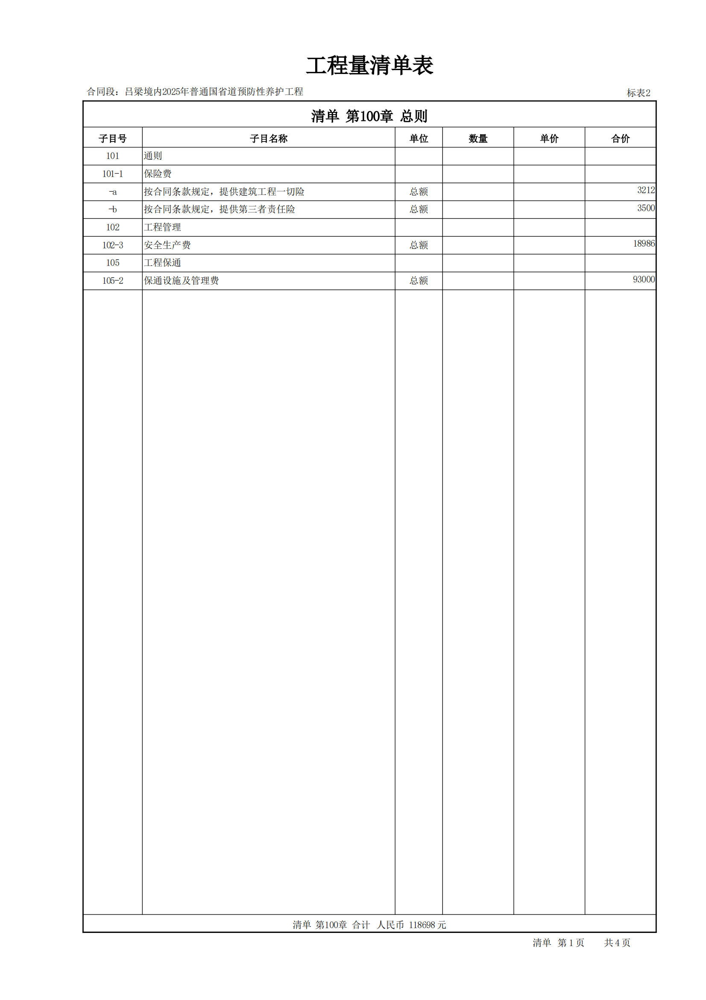 工程量清单表
合同段：吕梁境内2025年普通国省道预防性养护工程 标表2
清单 第100章 总则
子目号 子目名称 单位 数量 单价 合价
101 通则
101-1 保险费
-a 按合同条款规定，提供建筑工程一切险 总额 3212
-b 按合同条款规定，提供第三者责任险 总额 3500
102 工程管理
102-3 安全生产费 总额 18986
105 工程保通
105-2 保通设施及管理费 总额 93000
清单 第100章 合计 人民币 118698 元
清单 第 1 页 共 4 页